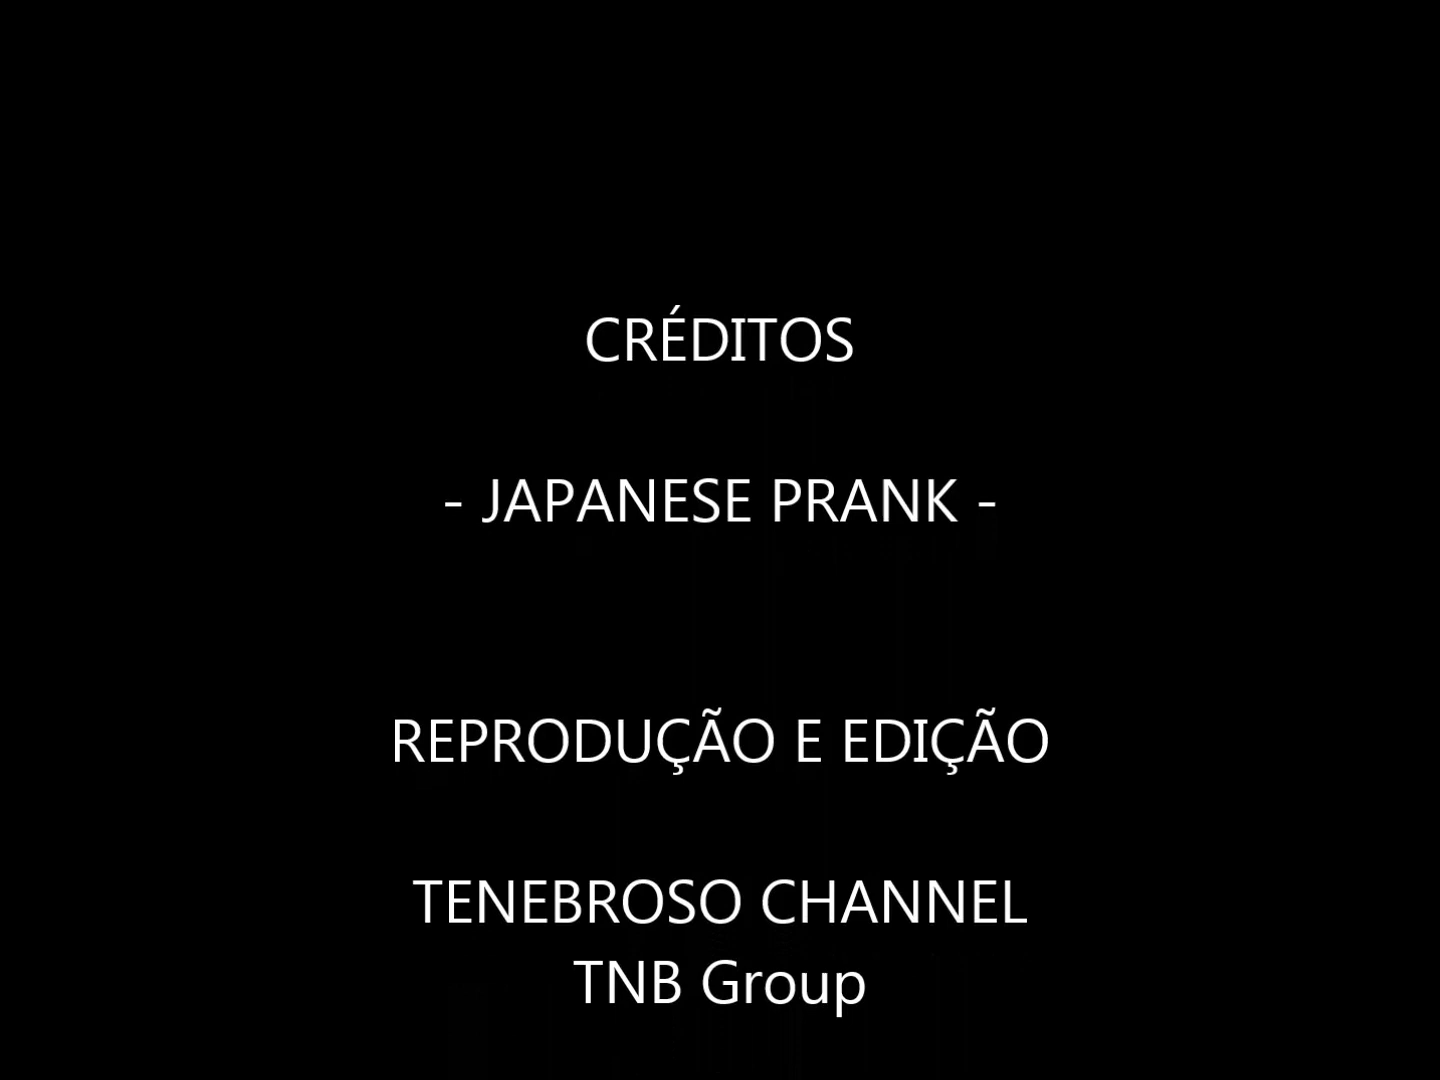 CRÉDITOS
- JAPANESE PRANK -
REPRODUÇÃO E EDIÇÃO
TENEBROSO CHANNEL
TNB Group